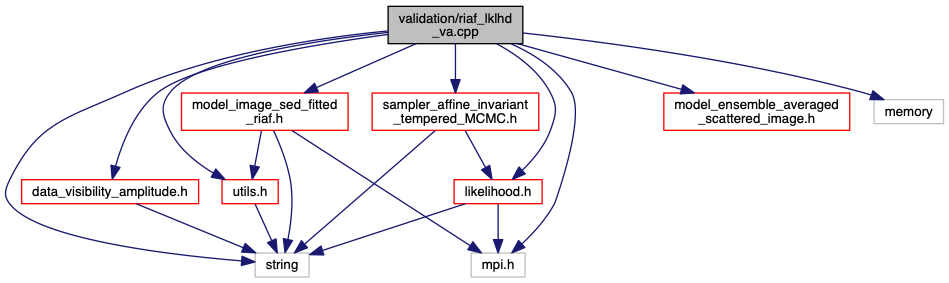 validation/riaf_lklhd
_va.cpp
model_image_sed_fitted
_riaf.h
sampler_affine_invariant
_tempered_MCMC.h
model_ensemble_averaged
_scattered_image.h
memory
data_visibility_amplitude.h
utils.h
likelihood.h
string
mpi.h